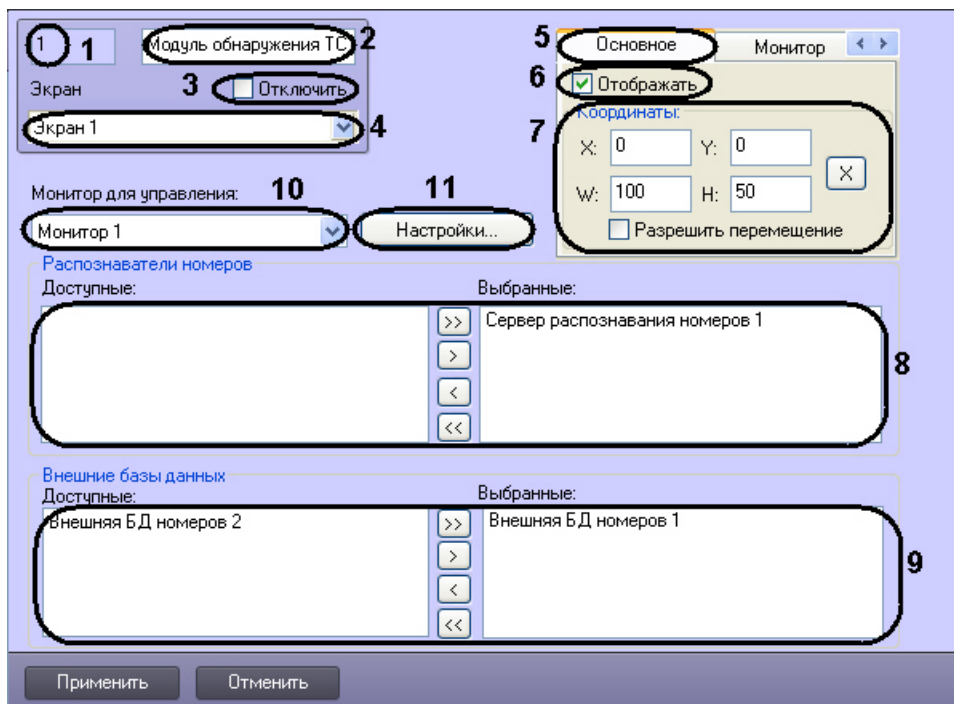 1 1 Модуль обнаружения ТС 2
Экран 3 Отключить
Экран 1 4
5 Основное Монитор
6 Отображать
7 Координаты:
X: 0 Y: 0
X
W: 100 H: 50
Разрешить перемещение
Монитор для управления: 10 11
Монитор 1 Настройки...
Распознаватели номеров
Доступные: Выбранные:
>> Сервер распознавания номеров 1
>
< 8
<<
Внешние базы данных
Доступные: Выбранные:
Внешняя БД номеров 2 >> Внешняя БД номеров 1
>
< 9
<<
Применить Отменить